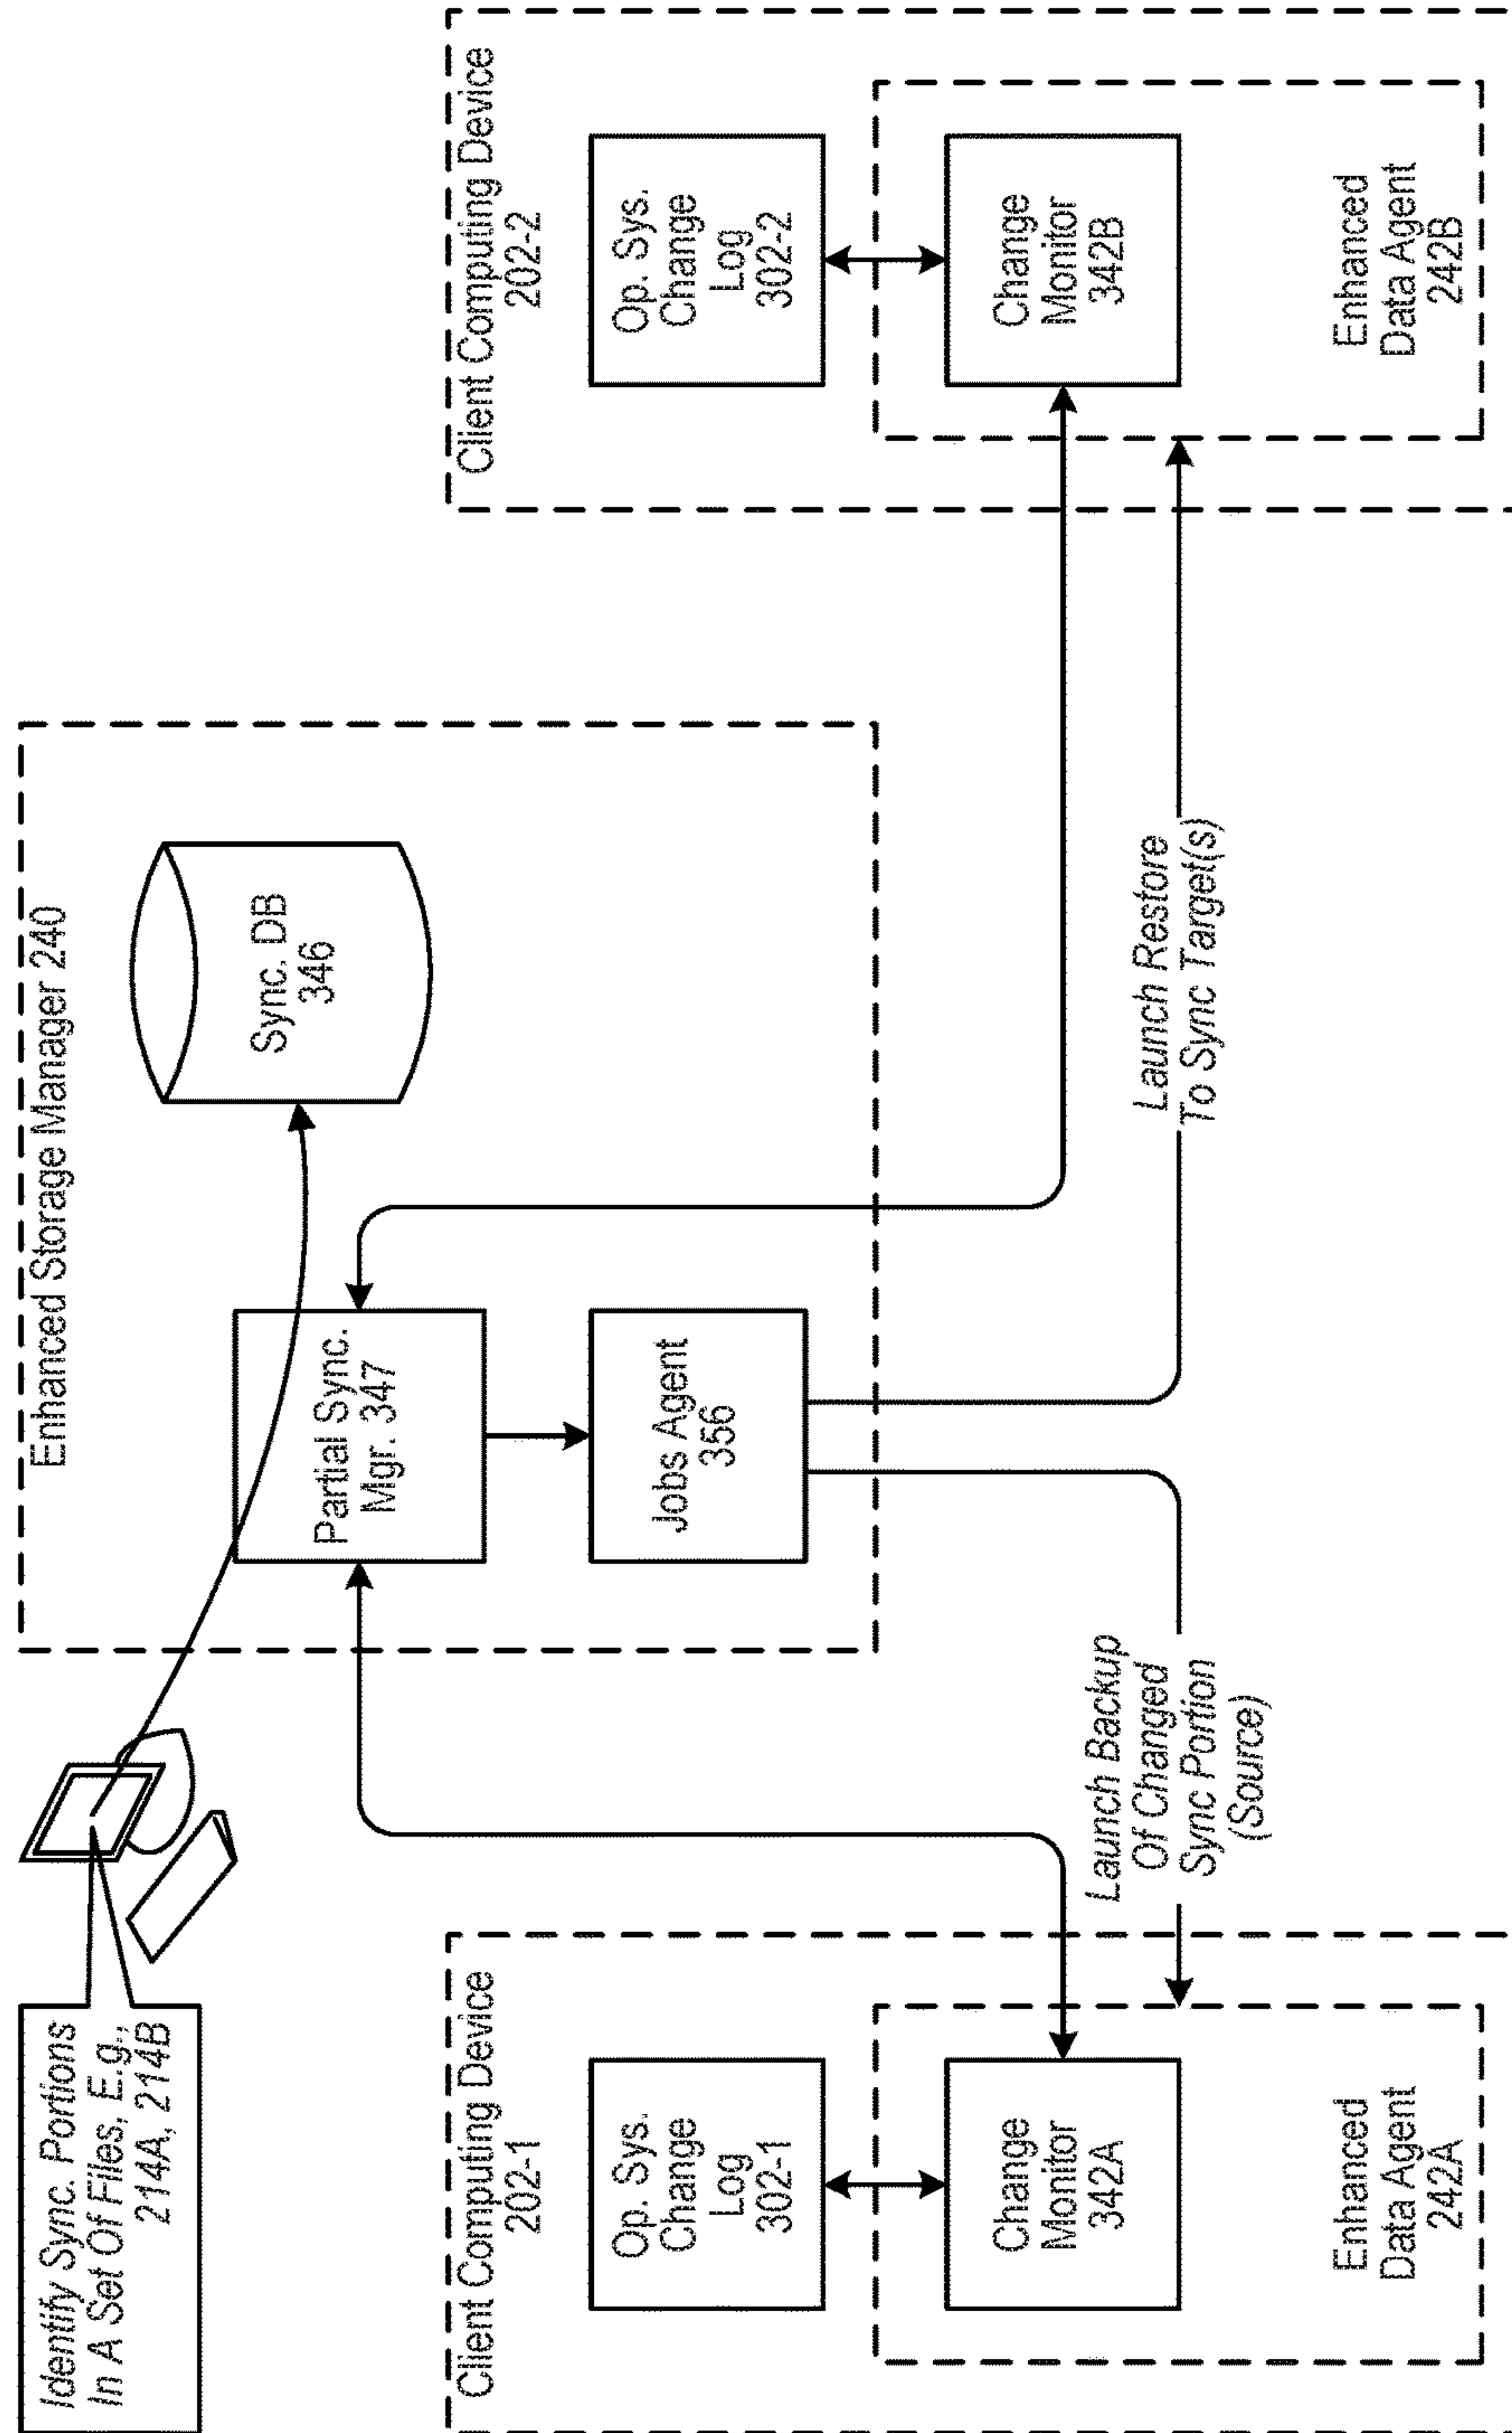 Identify Sync. Portions
In A Set Of Files, E.g.,
214A, 214B
Enhanced Storage Manager 240
Sync. DB
346
Partial Sync.
Mgr. 347
Jobs Agent
356
Client Computing Device
202-1
Op. Sys.
Change
Log
302-1
Change
Monitor
342A
Enhanced
Data Agent
242A
Launch Backup
Of Changed
Sync Portion
(Source)
Launch Restore
To Sync Target(s)
Client Computing Device
202-2
Op. Sys.
Change
Log
302-2
Change
Monitor
342B
Enhanced
Data Agent
242B